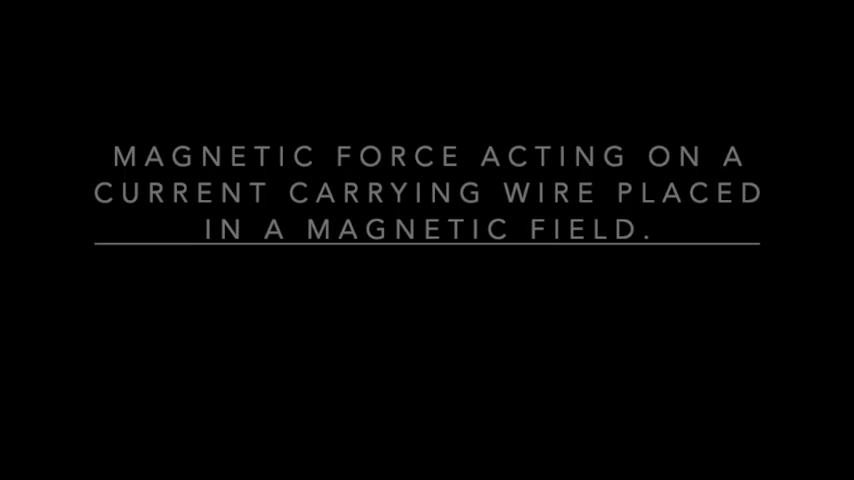 MAGNETIC FORCE ACTING ON A
CURRENT CARRYING WIRE PLACED
IN A MAGNETIC FIELD.